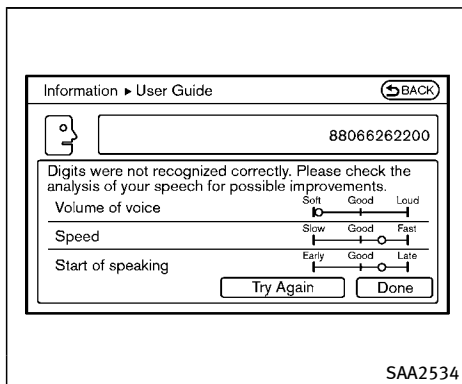 Information ▸ User Guide BACK
88066262200
Digits were not recognized correctly. Please check the
analysis of your speech for possible improvements.
Soft Good Loud
Volume of voice
Slow Good Fast
Speed
Early Good Late
Start of speaking
Try Again Done
SAA2534